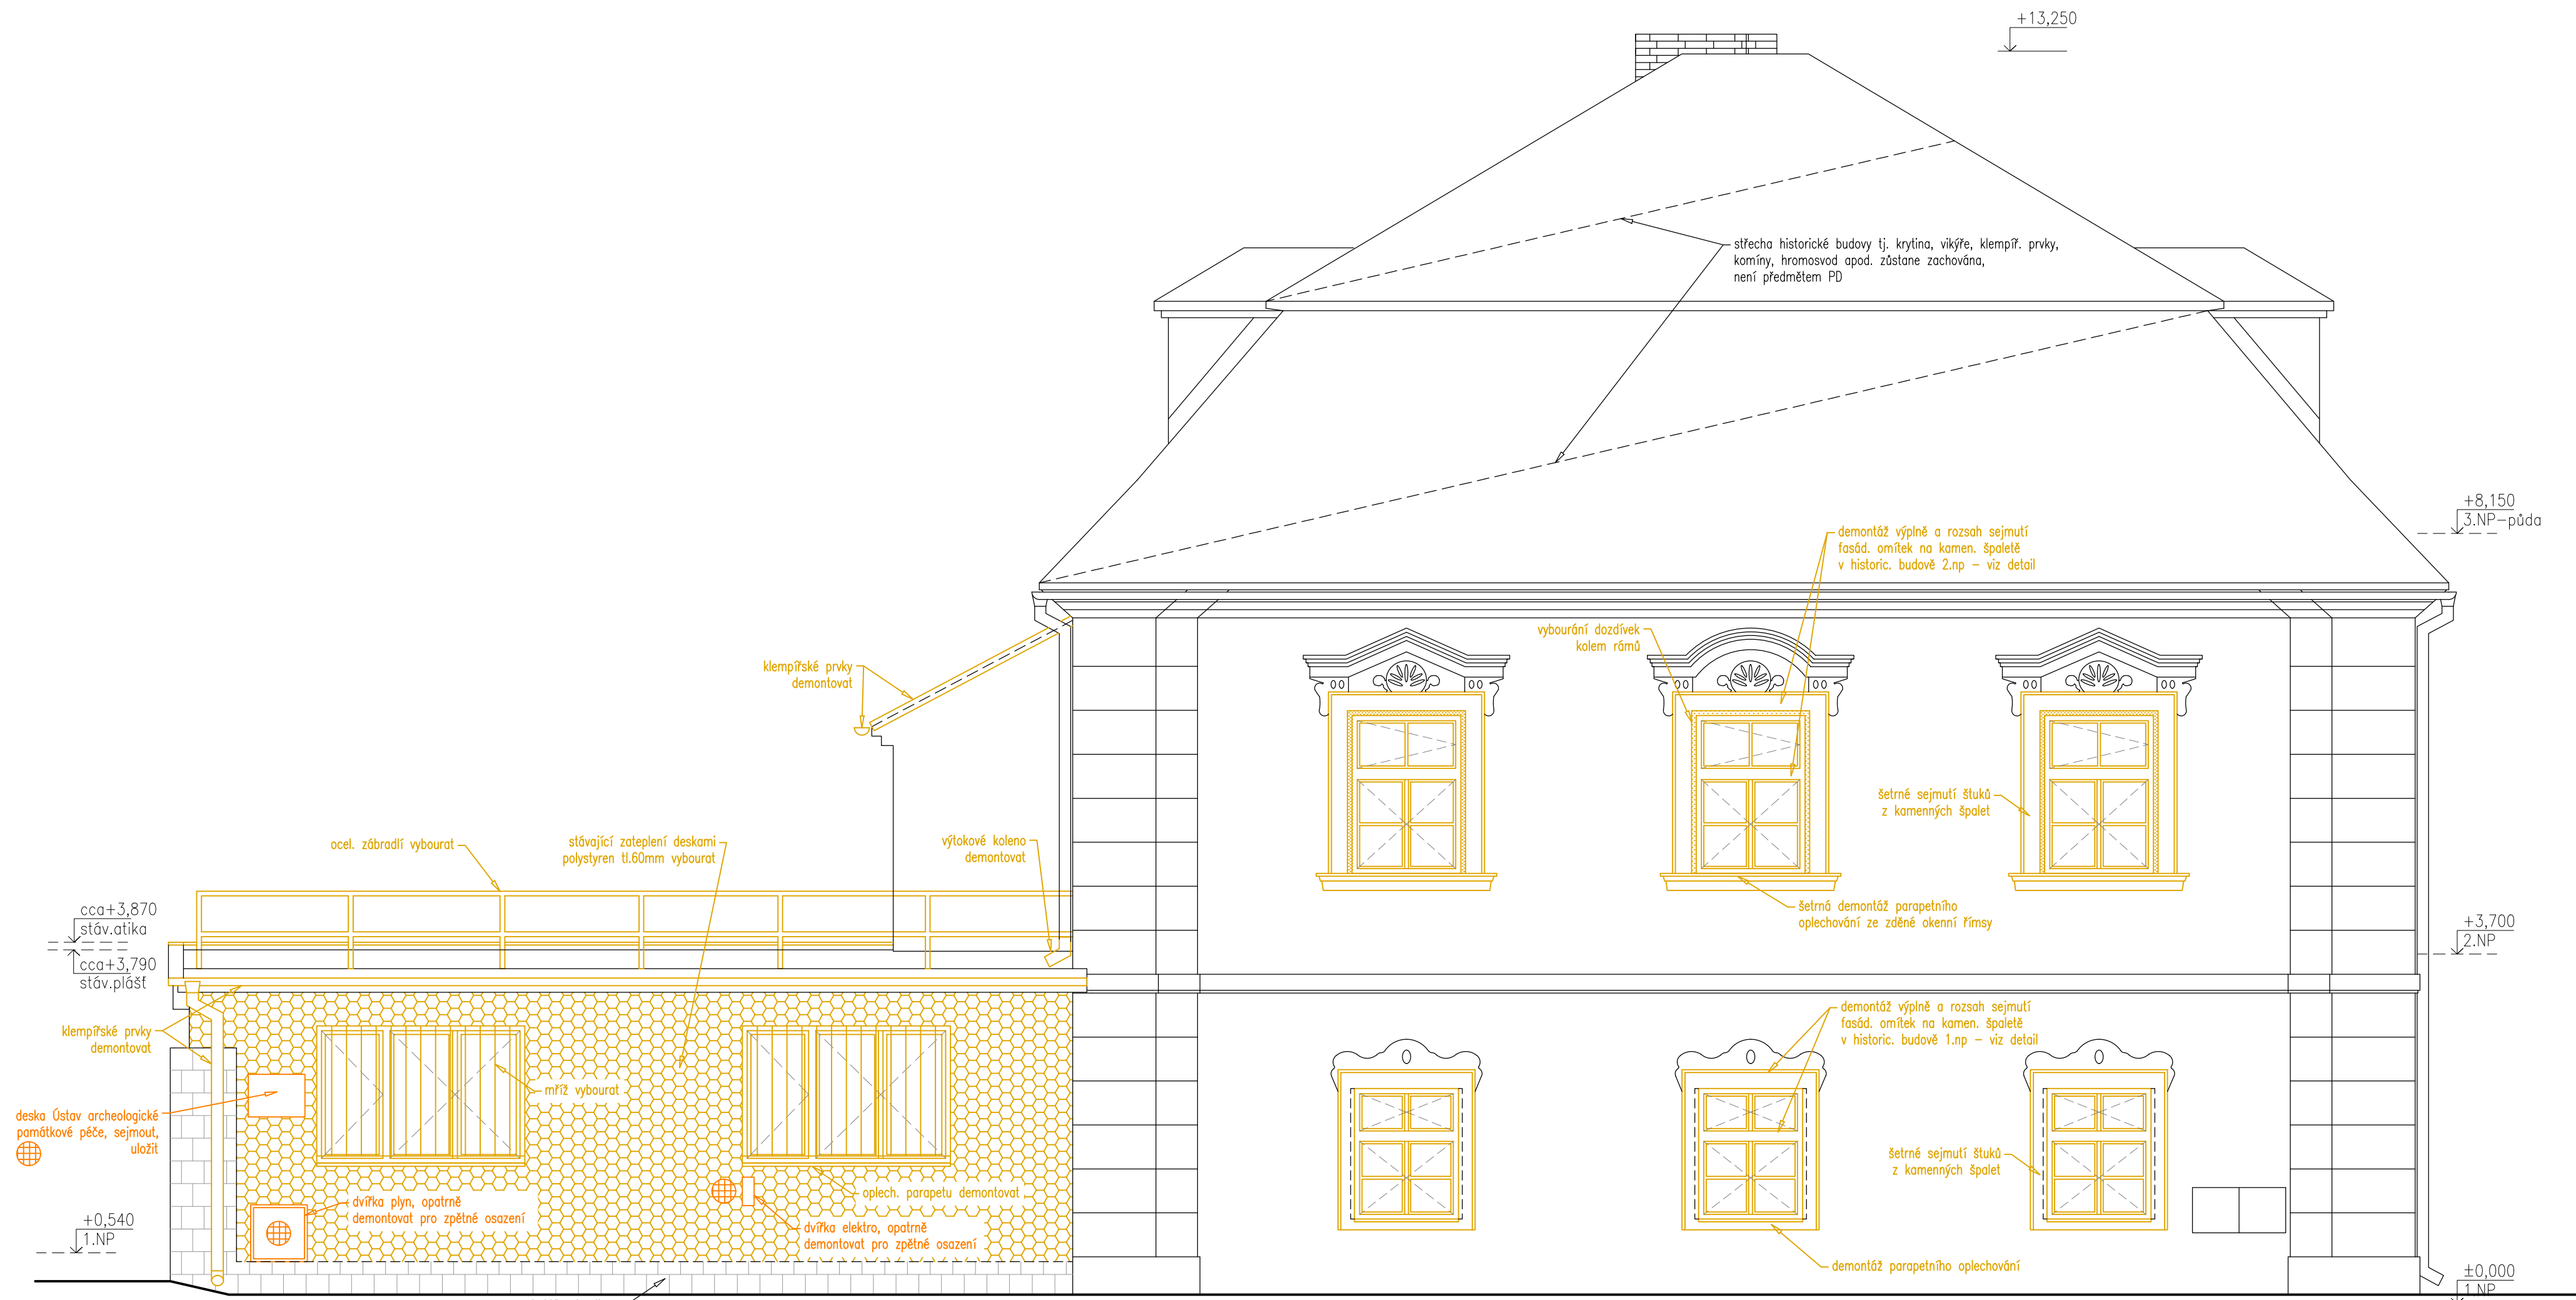 +13,250
střecha historické budovy tj. krytina, vikýře, klempíř. prvky,
komíny, hromosvod apod. zůstane zachována,
není předmětem PD
+8,150
3.NP–půda
demontáž výplně a rozsah sejmutí
fasád. omítek na kamen. špaletě
v historic. budově 2.np – viz detail
vybourání dozdívek
kolem rámů
klempířské prvky
demontovat
šetrné sejmutí štuků
z kamenných špalet
ocel. zábradlí vybourat
stávající zateplení deskami
polystyren tl.60mm vybourat
výtokové koleno
demontovat
šetrná demontáž parapetního
oplechování ze zděné okenní římsy
cca+3,870
stáv.atika
cca+3,790
stáv.plášť
+3,700
2.NP
klempířské prvky
demontovat
demontáž výplně a rozsah sejmutí
fasád. omítek na kamen. špaletě
v historic. budově 1.np – viz detail
mříž vybourat
deska Ústav archeologické
památkové péče, sejmout,
uložit
šetrné sejmutí štuků
z kamenných špalet
oplech. parapetu demontovat
dvířka plyn, opatrně
demontovat pro zpětné osazení
dvířka elektro, opatrně
demontovat pro zpětné osazení
+0,540
1.NP
demontáž parapetního oplechování
±0,000
1.NP